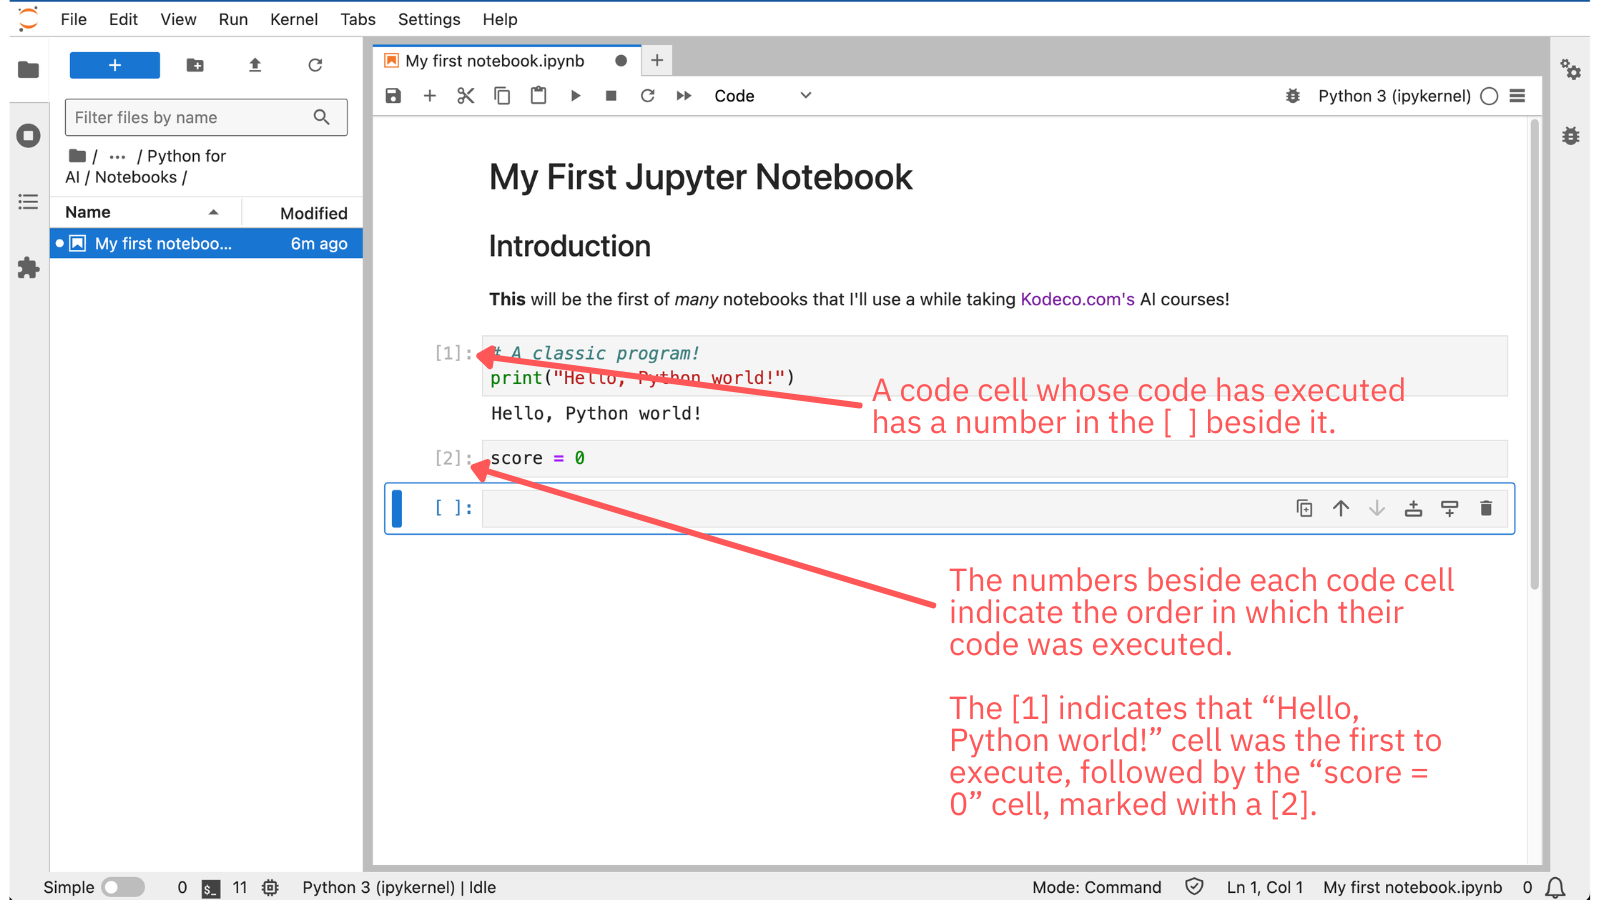 File Edit View Run Kernel Tabs Settings Help
+
Filter files by name
/ ··· / Python for
AI / Notebooks /
Name Modified
My first noteboo... 6m ago
My first notebook.ipynb
+
Code
Python 3 (ipykernel)
My First Jupyter Notebook
Introduction
This will be the first of many notebooks that I'll use a while taking Kodeco.com's AI courses!
[1]: # A classic program!
print("Hello, Python world!")
Hello, Python world!
A code cell whose code has executed
has a number in the [ ] beside it.
[2]: score = 0
[ ]:
The numbers beside each code cell
indicate the order in which their
code was executed.
The [1] indicates that “Hello,
Python world!” cell was the first to
execute, followed by the “score =
0” cell, marked with a [2].
Simple 0 $_ 11 Python 3 (ipykernel) | Idle Mode: Command Ln 1, Col 1 My first notebook.ipynb 0